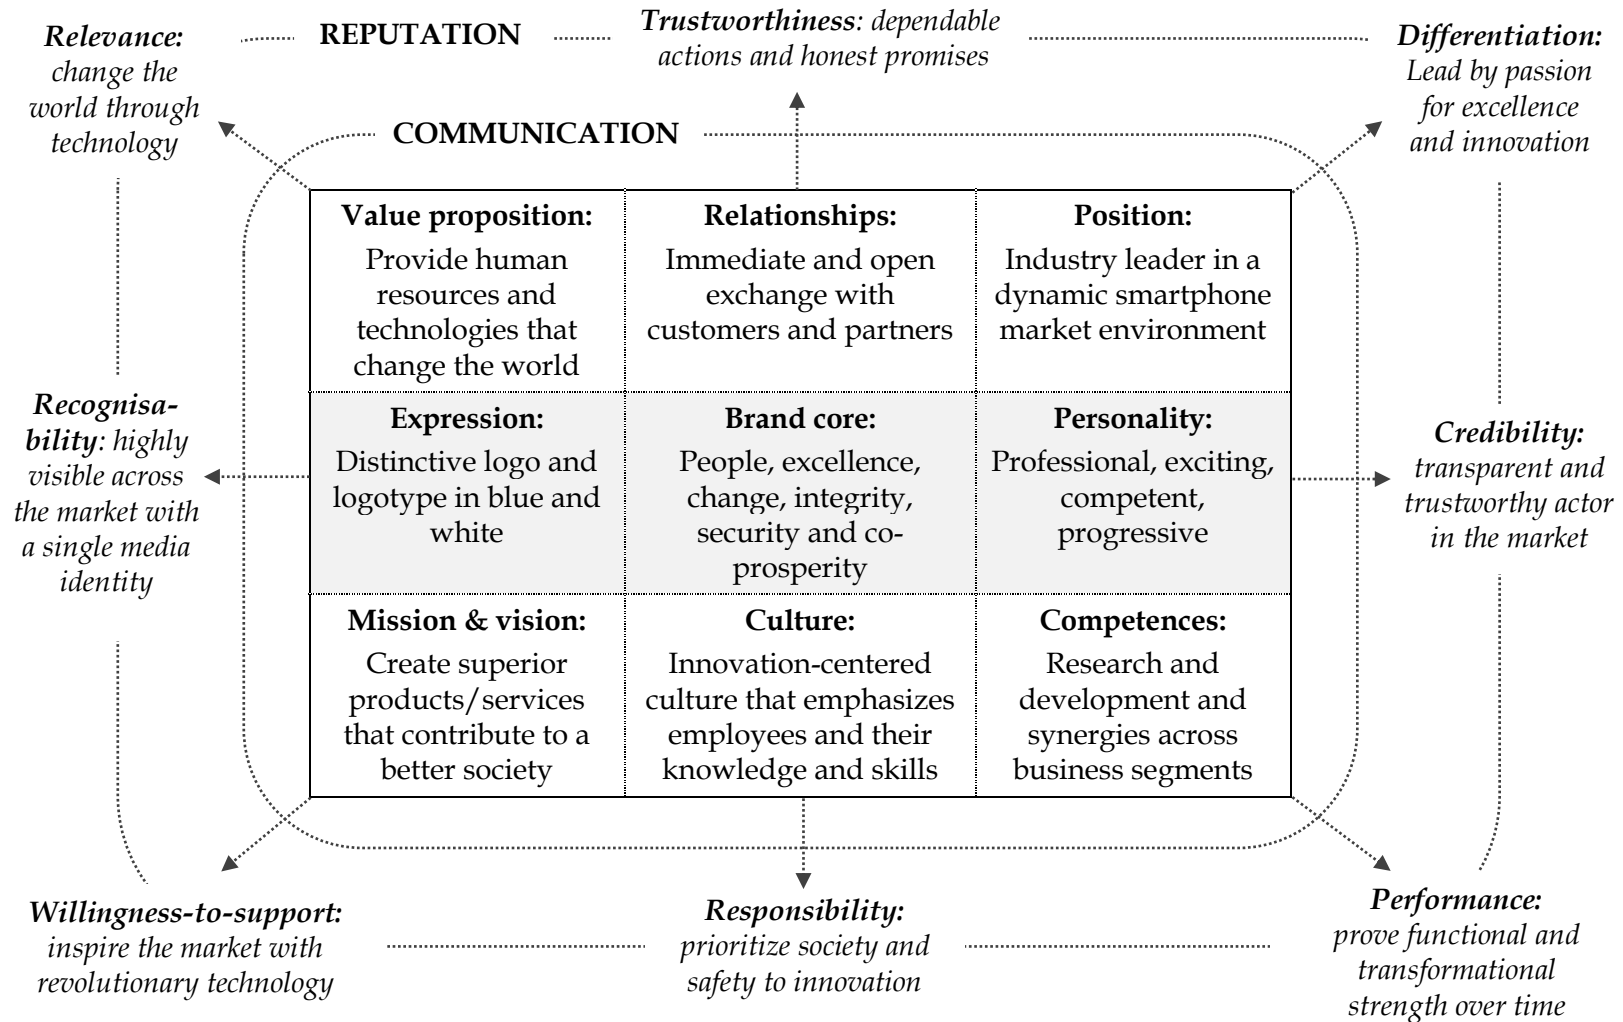 Relevance:
change the
world through
technology
REPUTATION
Trustworthiness: dependable
actions and honest promises
Differentiation:
Lead by passion
for excellence
and innovation
COMMUNICATION
Value proposition:
Provide human
resources and
technologies that
change the world
Relationships:
Immediate and open
exchange with
customers and partners
Position:
Industry leader in a
dynamic smartphone
market environment
Recognisa-
bility: highly
visible across
the market with
a single media
identity
Expression:
Distinctive logo and
logotype in blue and
white
Brand core:
People, excellence,
change, integrity,
security and co-
prosperity
Personality:
Professional, exciting,
competent,
progressive
Credibility:
transparent and
trustworthy actor
in the market
Mission & vision:
Create superior
products/services
that contribute to a
better society
Culture:
Innovation-centered
culture that emphasizes
employees and their
knowledge and skills
Competences:
Research and
development and
synergies across
business segments
Willingness-to-support:
inspire the market with
revolutionary technology
Responsibility:
prioritize society and
safety to innovation
Performance:
prove functional and
transformational
strength over time